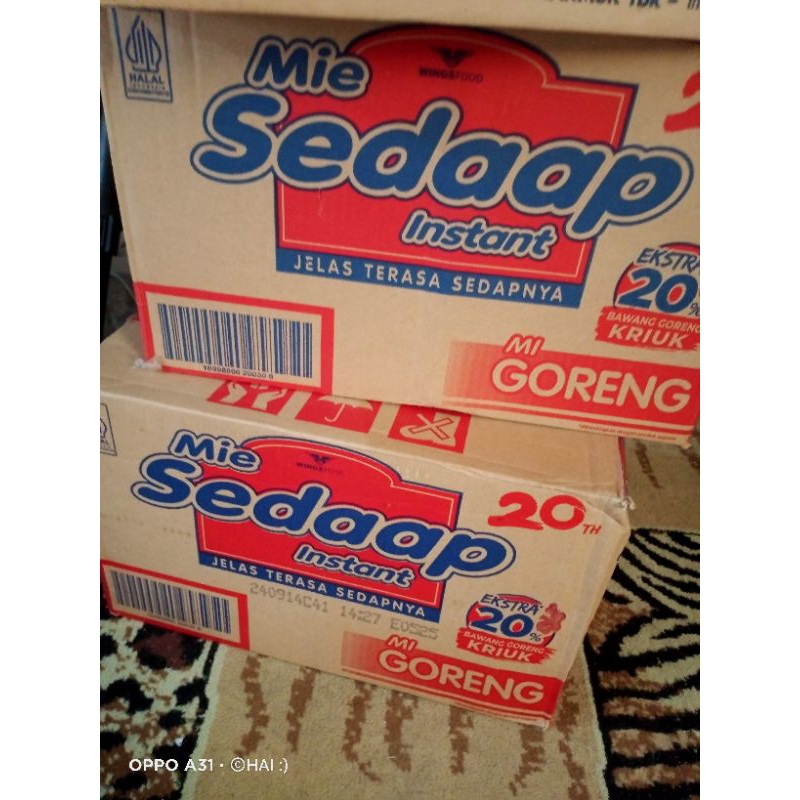 HALAL
INDONESIA
WINGSFOOD
Mie
Sedaap
Instant
JELAS TERASA SEDAPNYA
EKSTRA
20%
BAWANG GORENG
KRIUK
MI
GORENG
WINGSFOOD
Mie
Sedaap
Instant
JELAS TERASA SEDAPNYA
20TH
240914C41 14:27 E0525
EKSTRA
20%
BAWANG GORENG
KRIUK
MI
GORENG
OPPO A31 · ©HAI :)